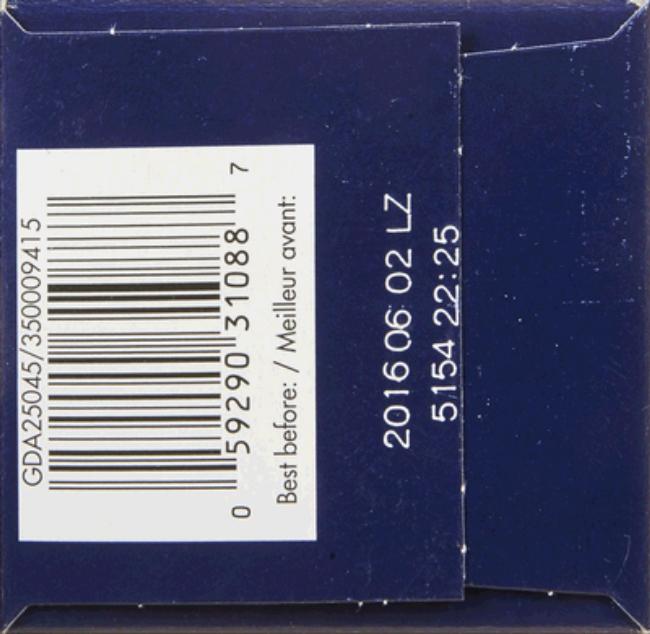 GDA25045/350009415
0 59290 31088 7
Best before: / Meilleur avant:
2016 06 02 LZ
5154 22:25